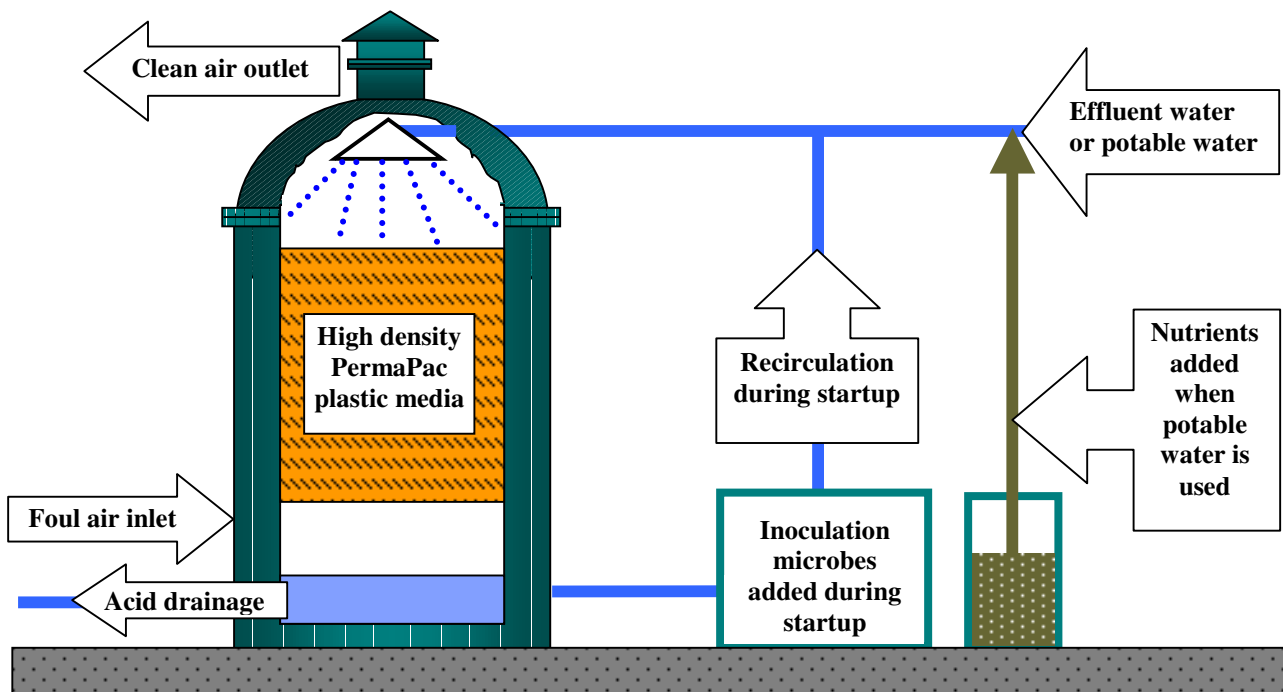 Clean air outlet
Effluent water
or potable water
High density
PermaPac
plastic media
Recirculation
during startup
Nutrients
added
when
potable
water is
used
Foul air inlet
Inoculation
microbes
added during
startup
Acid drainage